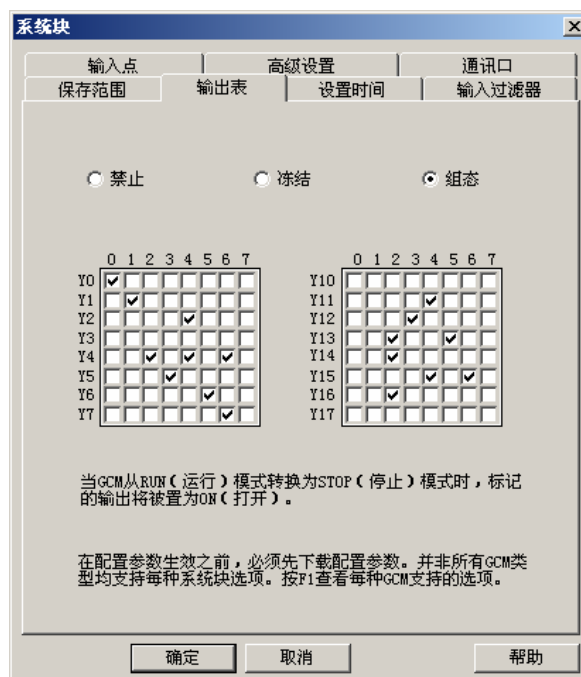 系统块
输入点 高级设置 通讯口
保存范围 输出表 设置时间 输入过滤器
禁止 冻结 组态
0 1 2 3 4 5 6 7 0 1 2 3 4 5 6 7
Y0 Y10
Y1 Y11
Y2 Y12
Y3 Y13
Y4 Y14
Y5 Y15
Y6 Y16
Y7 Y17
当GCM从RUN(运行)模式转换为STOP(停止)模式时,标记
的输出将被置为ON(打开)。
在配置参数生效之前,必须先下载配置参数。并非所有GCM类
型均支持每种系统块选项。按F1查看每种GCM支持的选项。
确定 取消 帮助